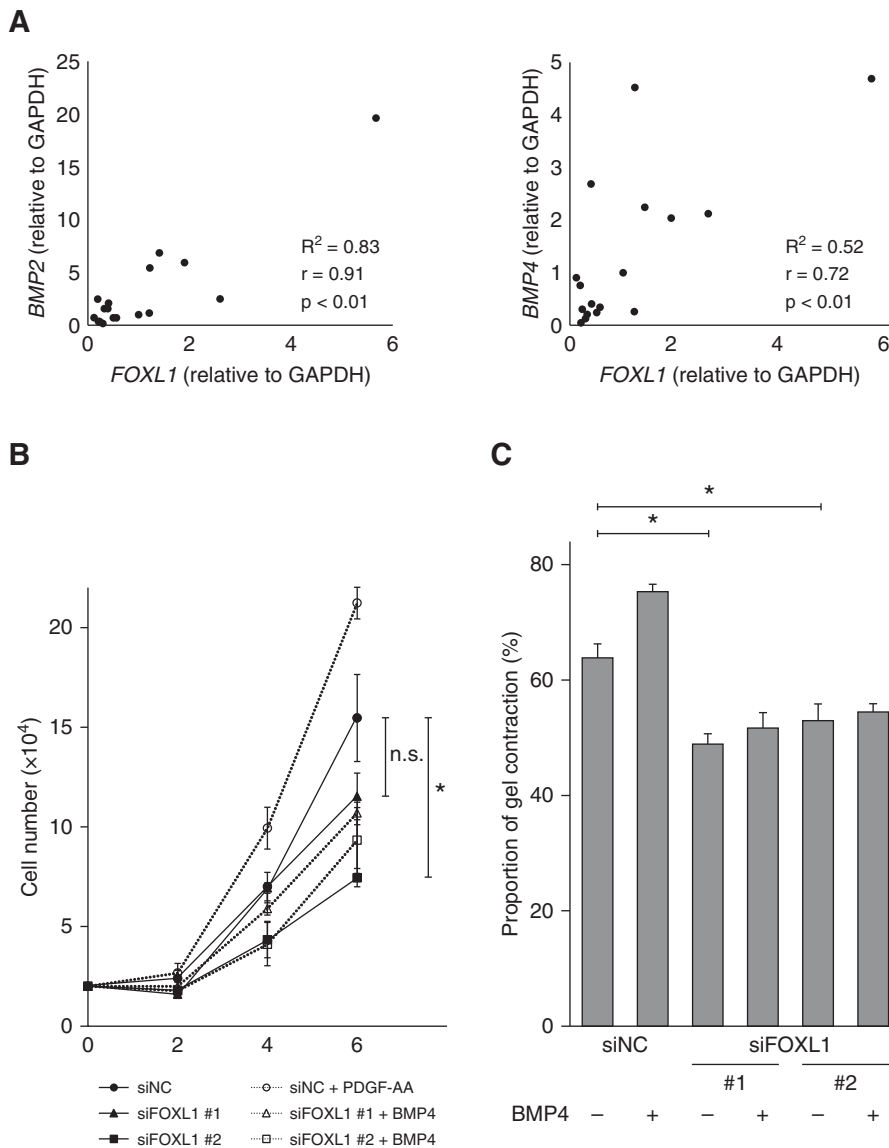 A
25
20
15
10
5
0
BMP2 (relative to GAPDH)
R2 = 0.83
r = 0.91
p < 0.01
0 2 4 6
FOXL1 (relative to GAPDH)
5
4
3
2
1
0
BMP4 (relative to GAPDH)
R2 = 0.52
r = 0.72
p < 0.01
0 2 4 6
FOXL1 (relative to GAPDH)
B
20
15
10
5
0
Cell number (×10⁴)
n.s.
*
0 2 4 6
siNC
siFOXL1 #1
siFOXL1 #2
siNC + PDGF-AA
siFOXL1 #1 + BMP4
siFOXL1 #2 + BMP4
C
*
*
80
60
40
20
0
Proportion of gel contraction (%)
siNC siFOXL1
#1 #2
BMP4 – + – + – +